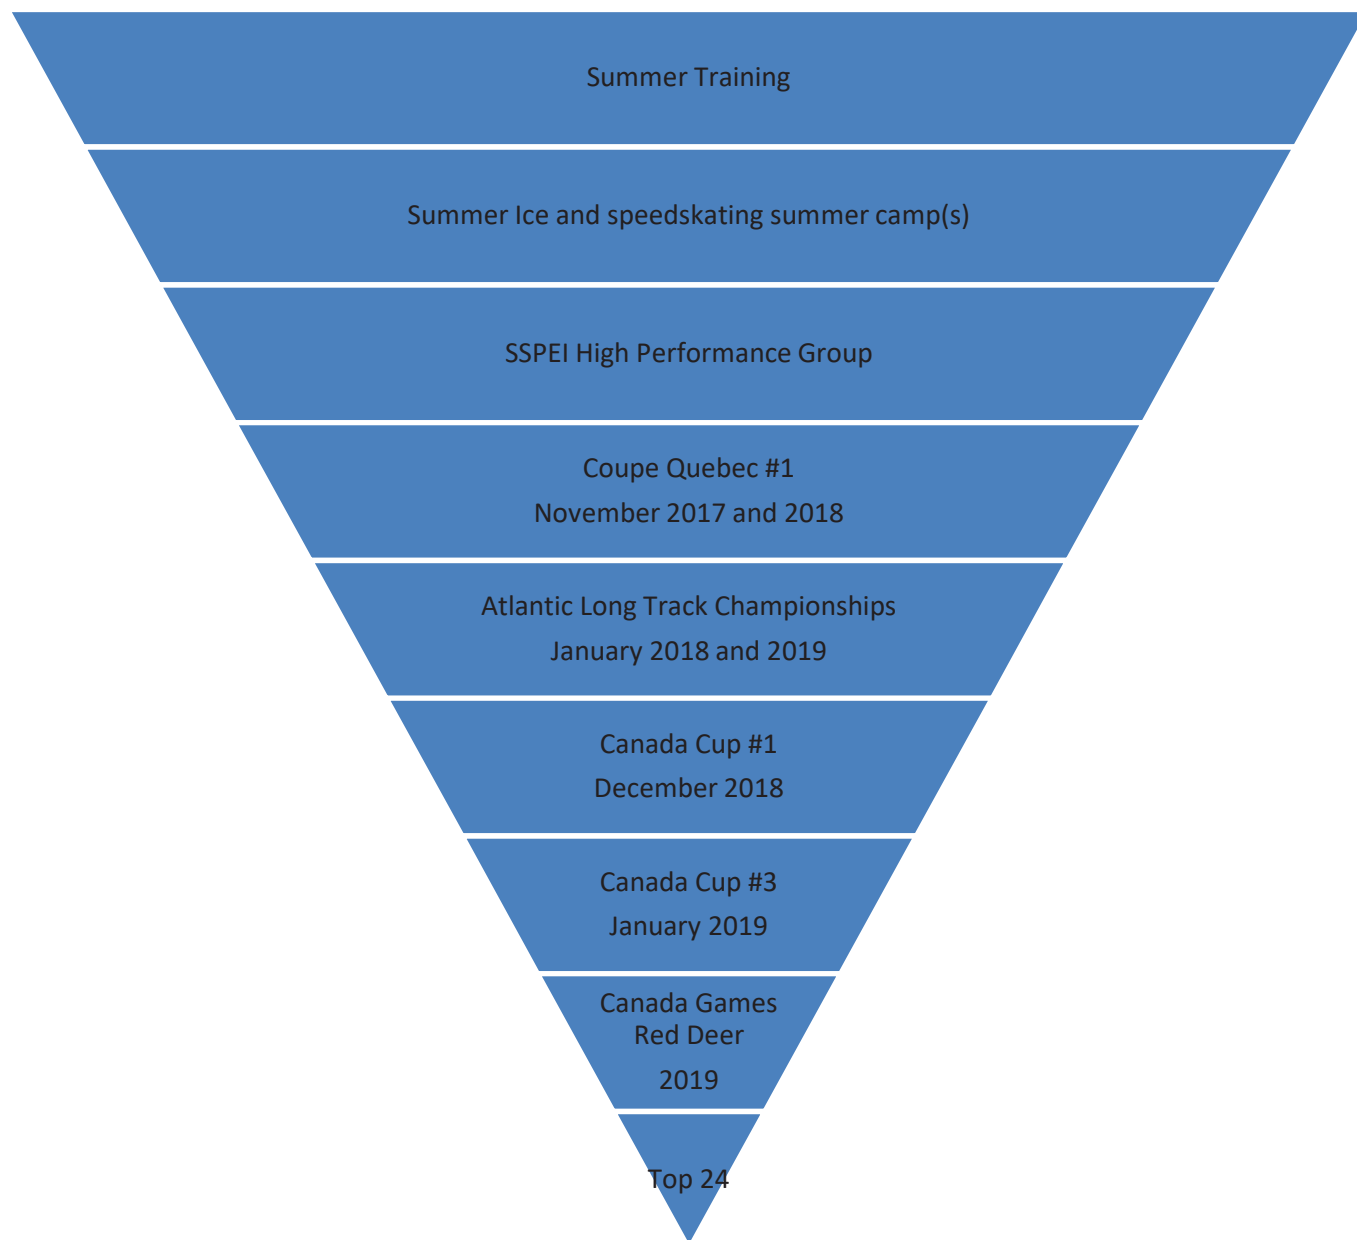 Summer Training
Summer Ice and speedskating summer camp(s)
SSPEI High Performance Group
Coupe Quebec #1
November 2017 and 2018
Atlantic Long Track Championships
January 2018 and 2019
Canada Cup #1
December 2018
Canada Cup #3
January 2019
Canada Games
Red Deer
2019
Top 24